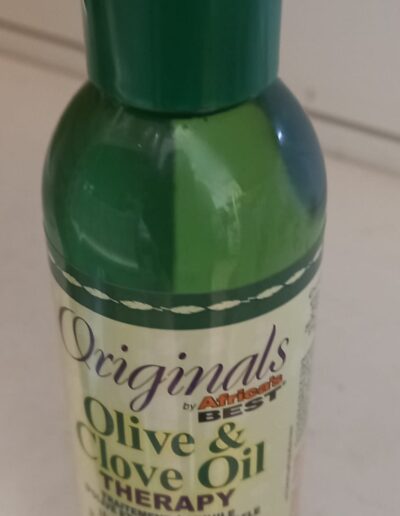 Originals
by Africa's
BEST
Olive &
Clove Oil
THERAPY